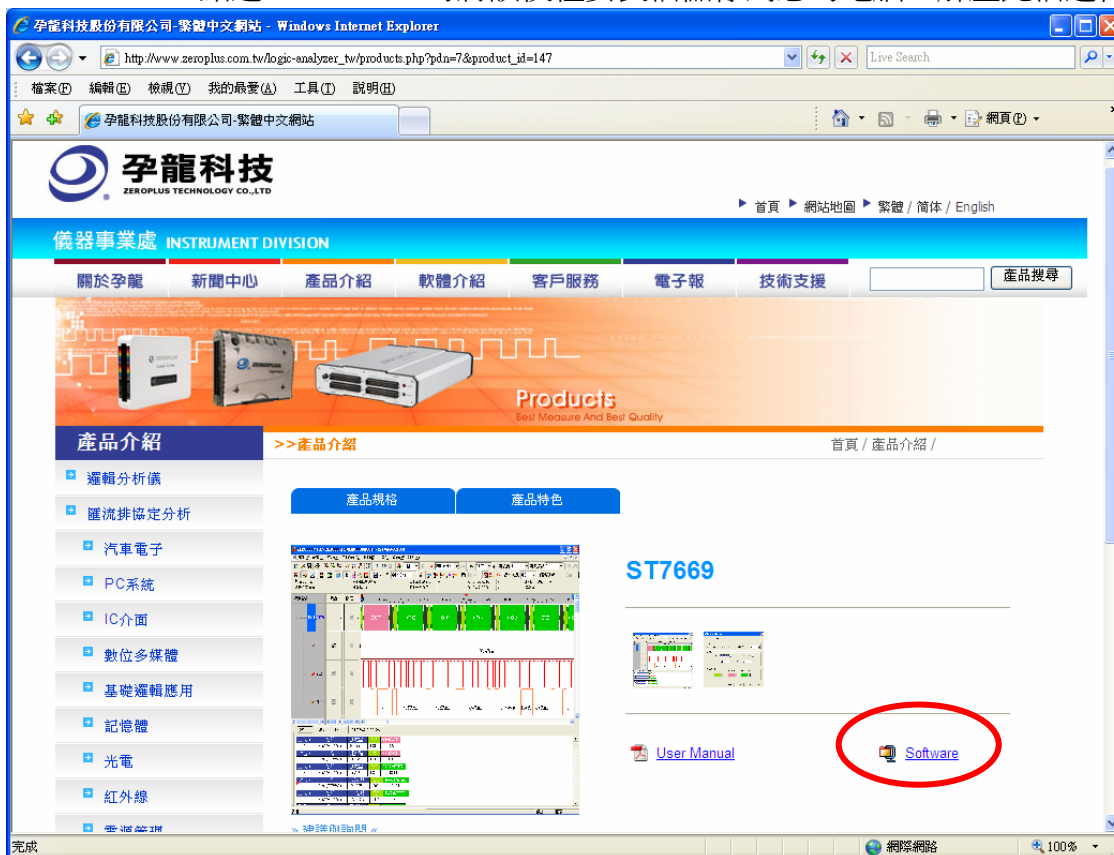 孕龍科技股份有限公司-繁體中文網站 - Windows Internet Explorer
http://www.zeroplus.com.tw/logic-analyzer_tw/products.php?pdn=7&product_id=147
Live Search
檔案(F) 編輯(E) 檢視(V) 我的最愛(A) 工具(T) 說明(H)
孕龍科技股份有限公司-繁體中文網站
網頁(P)
孕龍科技
ZEROPLUS TECHNOLOGY CO.,LTD
首頁 網站地圖 繁體 / 简体 / English
儀器事業處 INSTRUMENT DIVISION
關於孕龍 新聞中心 產品介紹 軟體介紹 客戶服務 電子報 技術支援 產品搜尋
Products
Best Measure And Best Quality
產品介紹
>>產品介紹
首頁 / 產品介紹 /
邏輯分析儀
匯流排協定分析
汽車電子
PC系統
IC介面
數位多媒體
基礎邏輯應用
記憶體
光電
紅外線
產品規格 產品特色
ST7669
User Manual Software
完成
網際網路
100%